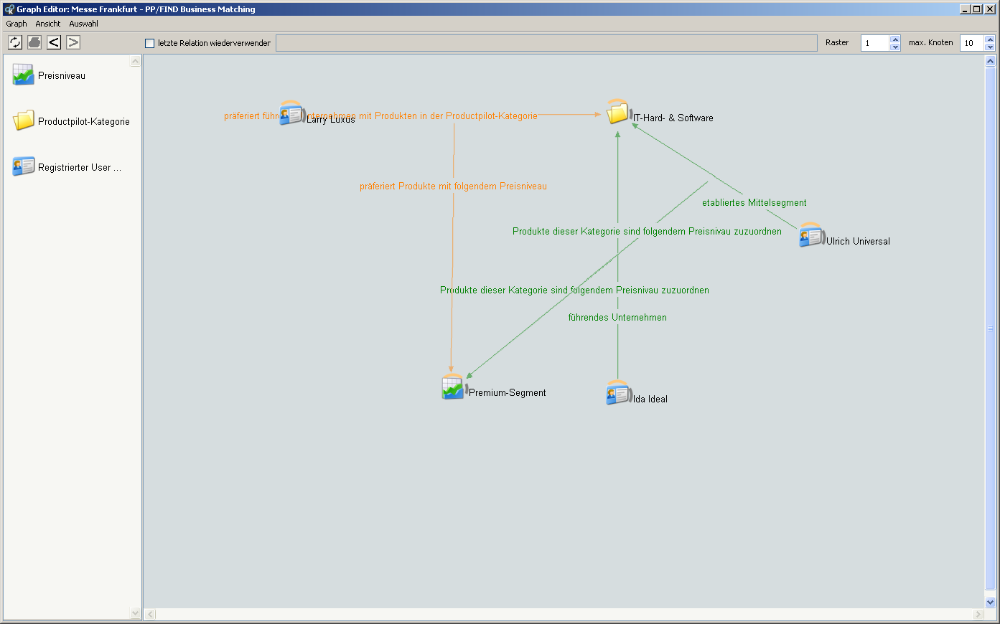 Graph Editor: Messe Frankfurt - PP/FIND Business Matching
Graph Ansicht Auswahl
letzte Relation wiederverwender
Raster 1 max. Knoten 10
Preisniveau
Productpilot-Kategorie
Registrierter User ...
präferiert führ nternehmen mit Produkten in der Productpilot-Kategorie
Larry Luxus
IT-Hard- & Software
präferiert Produkte mit folgendem Preisniveau
etabliertes Mittelsegment
Produkte dieser Kategorie sind folgendem Preisnivau zuzuordnen
Ulrich Universal
Produkte dieser Kategorie sind folgendem Preisnivau zuzuordnen
führendes Unternehmen
Premium-Segment
Ida Ideal